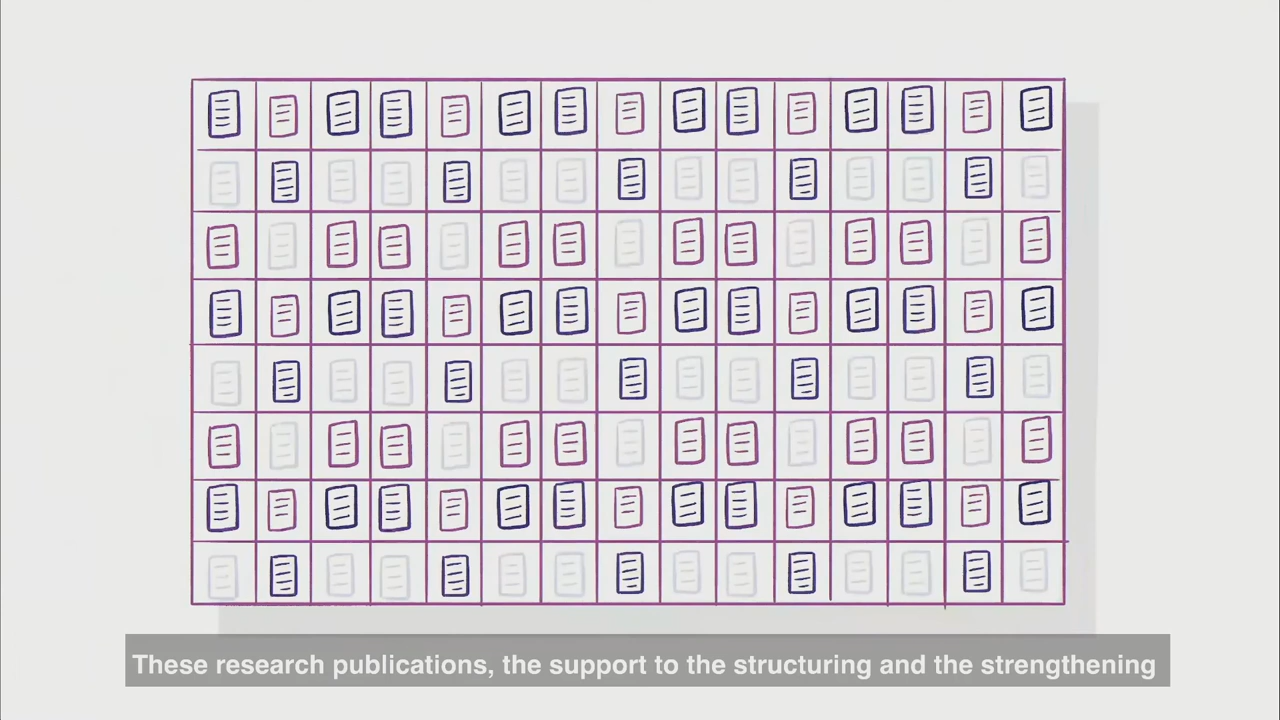 These research publications, the support to the structuring and the strengthening